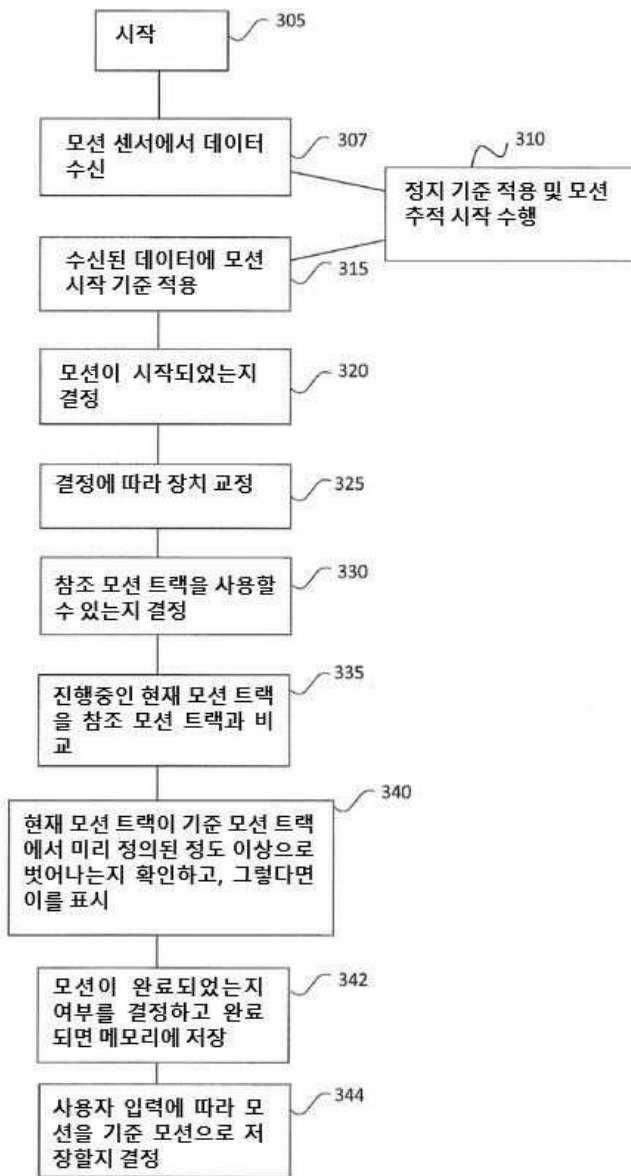 시작
305
모션 센서에서 데이터
수신
307
310
정지 기준 적용 및 모션
추적 시작 수행
수신된 데이터에 모션
시작 기준 적용
315
모션이 시작되었는지
결정
320
결정에 따라 장치 교정
325
참조 모션 트랙을 사용할
수 있는지 결정
330
진행중인 현재 모션 트랙
을 참조 모션 트랙과 비
교
335
현재 모션 트랙이 기준 모션 트랙
에서 미리 정의된 정도 이상으로
벗어나는지 확인하고, 그렇다면
이를 표시
340
모션이 완료되었는지
여부를 결정하고 완료
되면 메모리에 저장
342
사용자 입력에 따라 모
션을 기준 모션으로 저
장할지 결정
344